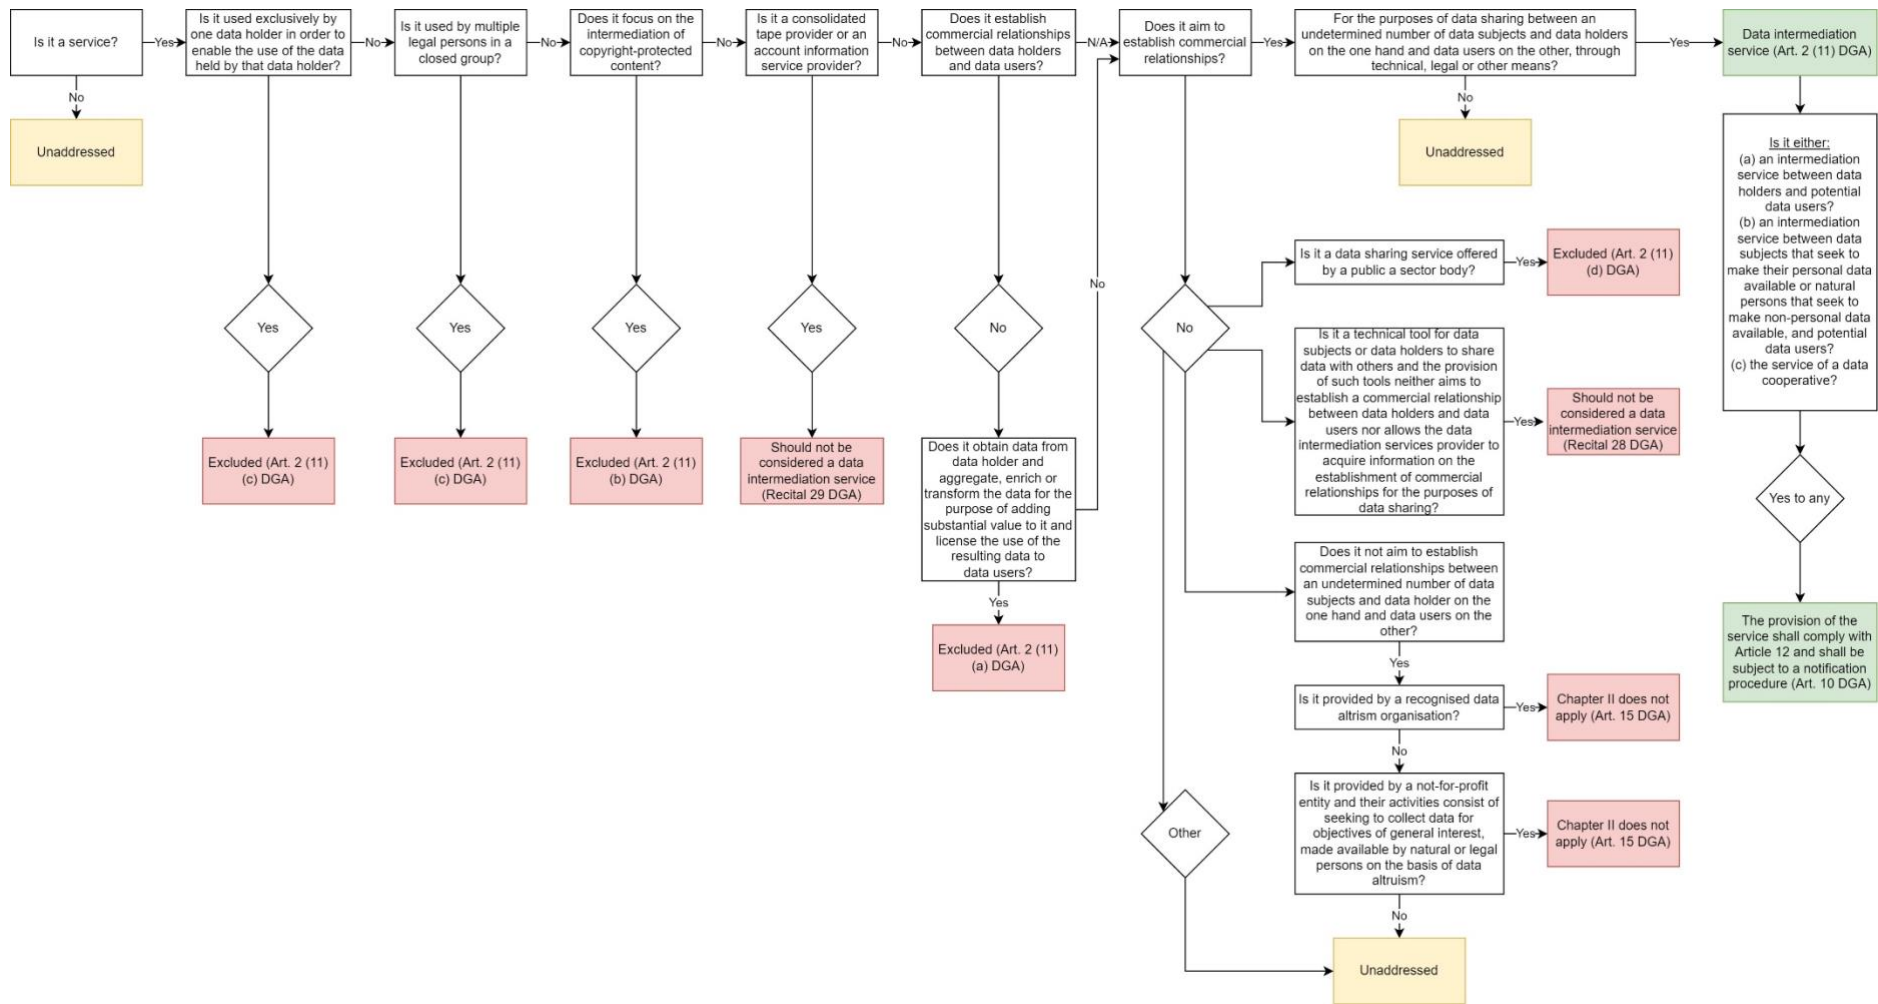 Is it a service?
Yes
No
Unaddressed
Is it used exclusively by
one data holder in order to
enable the use of the data
held by that data holder?
No
Yes
Excluded (Art. 2 (11)
(c) DGA)
Is it used by multiple
legal persons in a
closed group?
No
Yes
Excluded (Art. 2 (11)
(c) DGA)
Does it focus on the
intermediation of
copyright-protected
content?
No
Yes
Excluded (Art. 2 (11)
(b) DGA)
Is it a consolidated
tape provider or an
account information
service provider?
No
Yes
Should not be
considered a data
intermediation service
(Recital 29 DGA)
Does it establish
commercial relationships
between data holders
and data users?
N/A
No
Does it obtain data from
data holder and
aggregate, enrich or
transform the data for the
purpose of adding
substantial value to it and
license the use of the
resulting data to
data users?
No
Yes
Excluded (Art. 2 (11)
(a) DGA)
Does it aim to
establish commercial
relationships?
Yes
No
Other
For the purposes of data sharing between an
undetermined number of data subjects and data holders
on the one hand and data users on the other, through
technical, legal or other means?
Yes
No
Unaddressed
Is it a data sharing service offered
by a public a sector body?
Yes
Excluded (Art. 2 (11)
(d) DGA)
Is it a technical tool for data
subjects or data holders to share
data with others and the provision
of such tools neither aims to
establish a commercial relationship
between data holders and data
users nor allows the data
intermediation services provider to
acquire information on the
establishment of commercial
relationships for the purposes of
data sharing?
Yes
Should not be
considered a data
intermediation service
(Recital 28 DGA)
Does it not aim to establish
commercial relationships between
an undetermined number of data
subjects and data holder on the
one hand and data users on the
other?
Yes
Is it provided by a recognised data
altrism organisation?
Yes
Chapter II does not
apply (Art. 15 DGA)
No
Is it provided by a not-for-profit
entity and their activities consist of
seeking to collect data for
objectives of general interest,
made available by natural or legal
persons on the basis of data
altruism?
Yes
Chapter II does not
apply (Art. 15 DGA)
No
Unaddressed
Data intermediation
service (Art. 2 (11) DGA)
Is it either:
(a) an intermediation
service between data
holders and potential
data users?
(b) an intermediation
service between data
subjects that seek to
make their personal data
available or natural
persons that seek to
make non-personal data
available, and potential
data users?
(c) the service of a data
cooperative?
Yes to any
The provision of the
service shall comply with
Article 12 and shall be
subject to a notification
procedure (Art. 10 DGA)